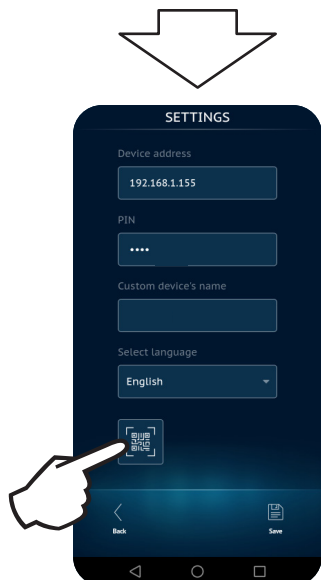 SETTINGS
Device address
192.168.1.155
PIN
••••
Custom device's name
Select language
English
Back
Save